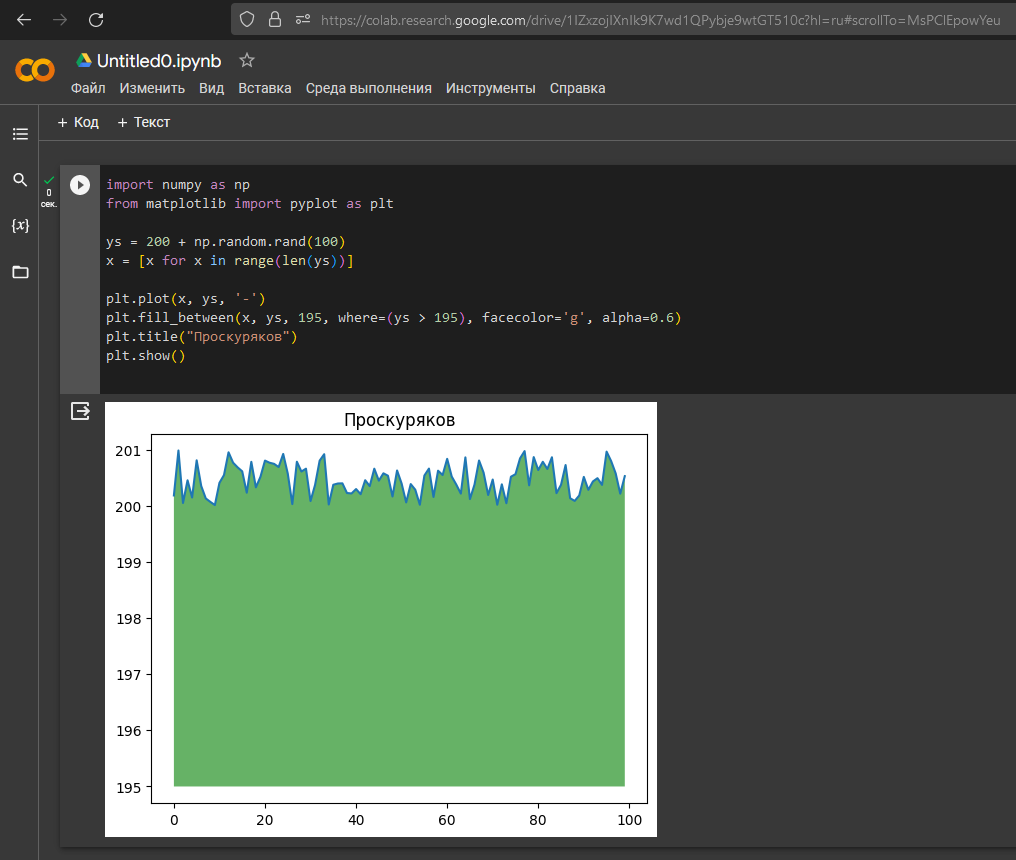 https://colab.research.google.com/drive/1IZxzojIXnIk9K7wd1QPybje9wtGT510c?hl=ru#scrollTo=MsPClEpowYeu
Untitled0.ipynb
Файл Изменить Вид Вставка Среда выполнения Инструменты Справка
+ Код + Текст
0
сек.
{x}
import numpy as np
from matplotlib import pyplot as plt
ys = 200 + np.random.rand(100)
x = [x for x in range(len(ys))]
plt.plot(x, ys, '-')
plt.fill_between(x, ys, 195, where=(ys > 195), facecolor='g', alpha=0.6)
plt.title("Проскуряков")
plt.show()
Проскуряков
201
200
199
198
197
196
195
0 20 40 60 80 100